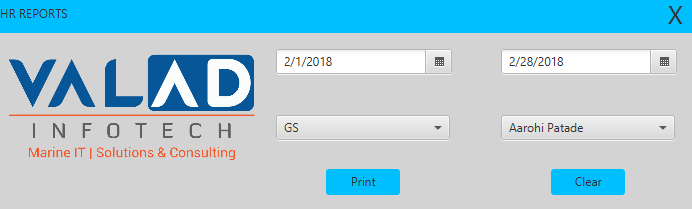 HR REPORTS
X
2/1/2018
2/28/2018
VALAD
INFOTECH
Marine IT | Solutions & Consulting
GS
Aarohi Patade
Print
Clear